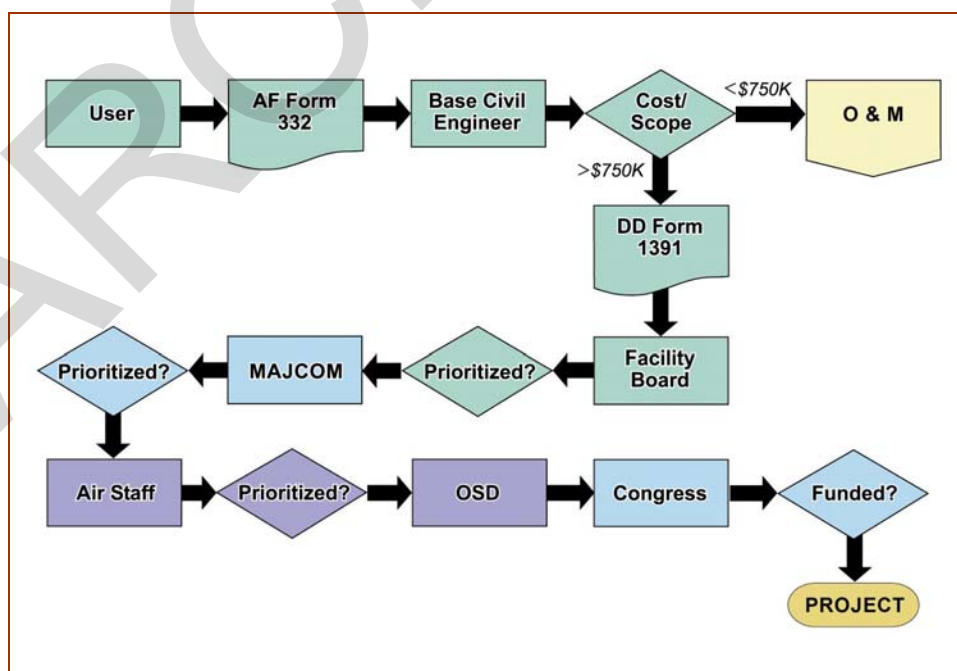 User
AF Form
332
Base Civil
Engineer
Cost/
Scope
<$750K
O & M
>$750K
DD Form
1391
Facility
Board
Prioritized?
MAJCOM
Prioritized?
Air Staff
Prioritized?
OSD
Congress
Funded?
PROJECT